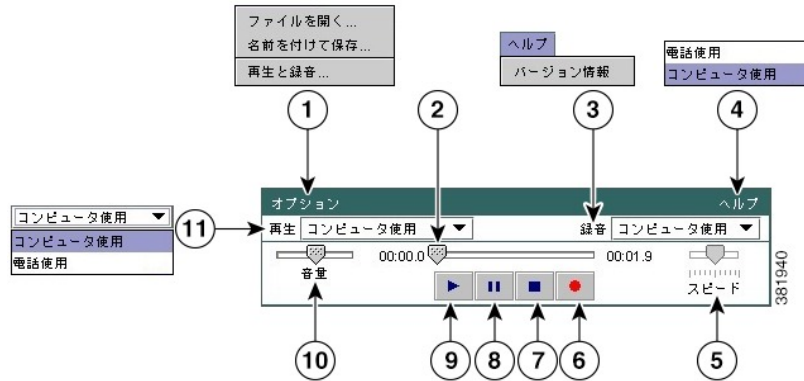 ファイルを開く...
名前を付けて保存...
再生と録音...
ヘルプ
バージョン情報
電話使用
コンピュータ使用
1
2
3
4
オプション
ヘルプ
コンピュータ使用
コンピュータ使用
電話使用
11
再生 コンピュータ使用
録音 コンピュータ使用
00:00.0
00:01.9
音量
スピード
381940
10
9
8
7
6
5